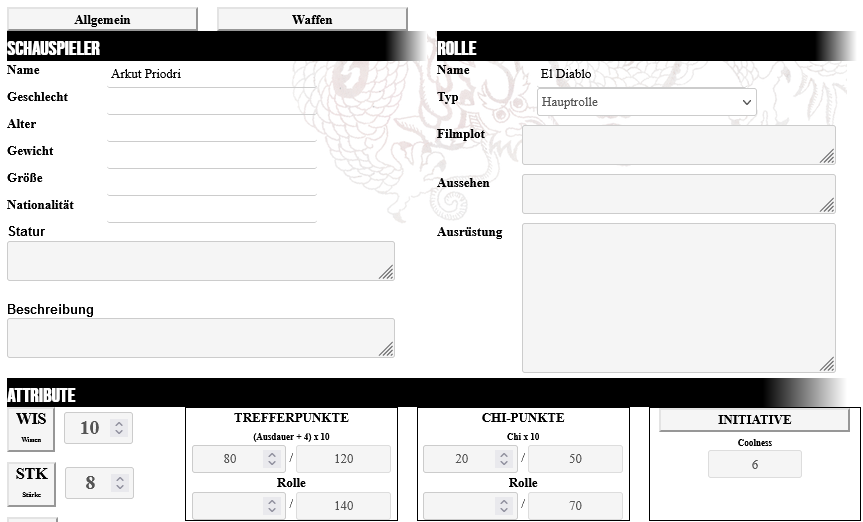 Allgemein Waffen
SCHAUSPIELER
Name Arkut Priodri
Geschlecht
Alter
Gewicht
Größe
Nationalität
Statur
Beschreibung
ROLLE
Name El Diablo
Typ Hauptrolle
Filmplot
Aussehen
Ausrüstung
ATTRIBUTE
WIS 10
Wissen
STK 8
Stärke
TREFFERPUNKTE
(Ausdauer + 4) x 10
80 / 120
Rolle
/ 140
CHI-PUNKTE
Chi x 10
20 / 50
Rolle
/ 70
INITIATIVE
Coolness
6